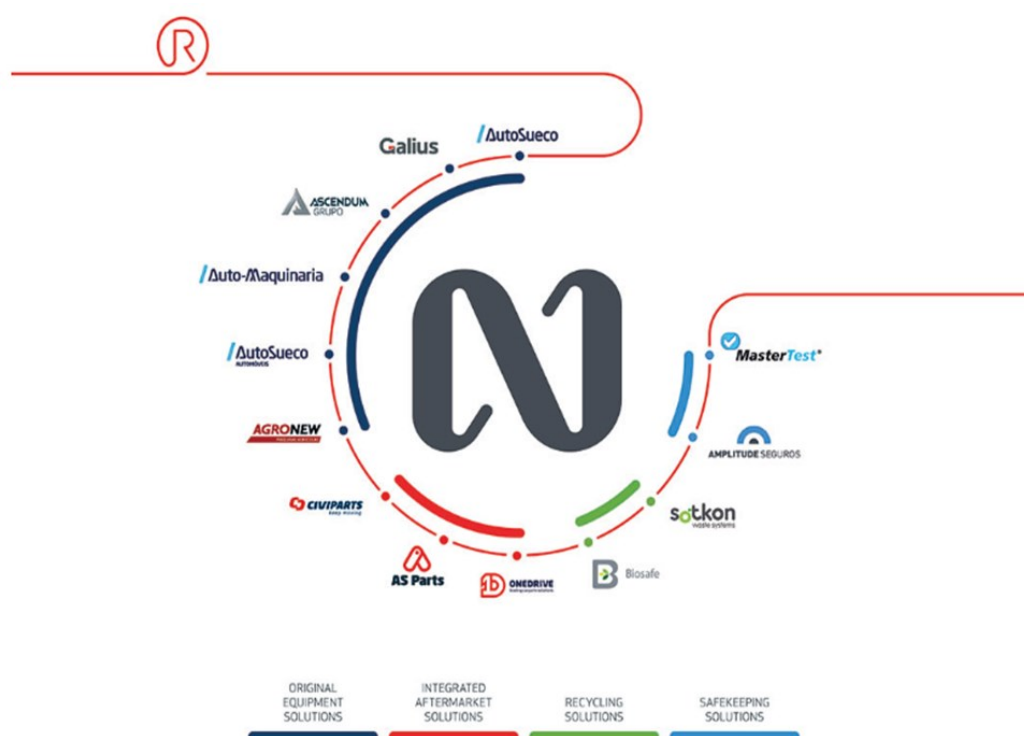 R
/AutoSueco
Galius
ASCENDUM
GRUPO
/Auto-Maquinaria
/AutoSueco
AUTOMÓVEIS
AGRONEW
CIVIPARTS
keep moving
AS Parts
ONEDRIVE
Biosafe
sotkon
waste systems
AMPLITUDE SEGUROS
MasterTest
N
ORIGINAL
EQUIPMENT
SOLUTIONS
INTEGRATED
AFTERMARKET
SOLUTIONS
RECYCLING
SOLUTIONS
SAFEKEEPING
SOLUTIONS